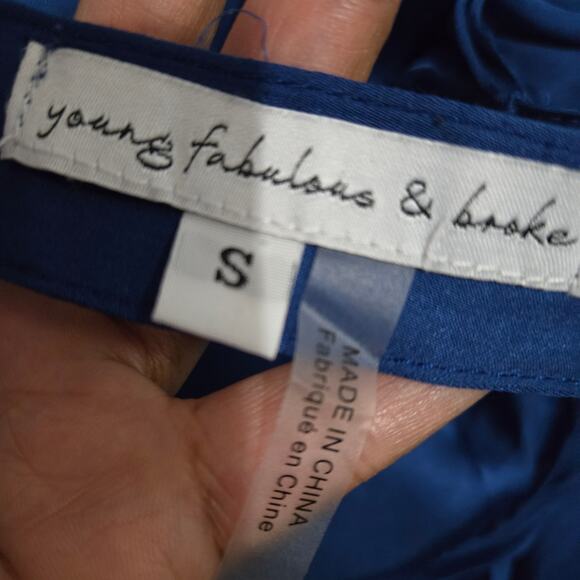 young fabulous & broke
S
MADE IN CHINA
Fabriqué en Chine